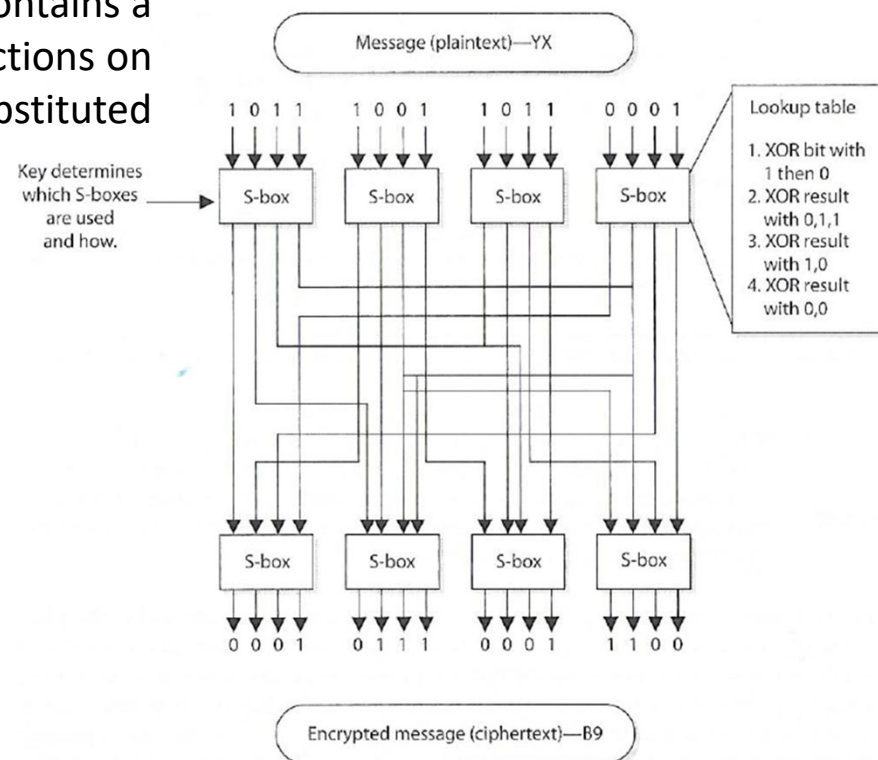 ontains a
ctions on
bstituted
Message (plaintext)—YX
1 0 1 1 1 0 0 1 1 0 1 1 0 0 0 1
Key determines
which S-boxes
are used
and how.
S-box S-box S-box S-box
Lookup table
1. XOR bit with
1 then 0
2. XOR result
with 0,1,1
3. XOR result
with 1,0
4. XOR result
with 0,0
S-box S-box S-box S-box
0 0 0 1 0 1 1 1 0 0 0 1 1 1 0 0
Encrypted message (ciphertext)—B9